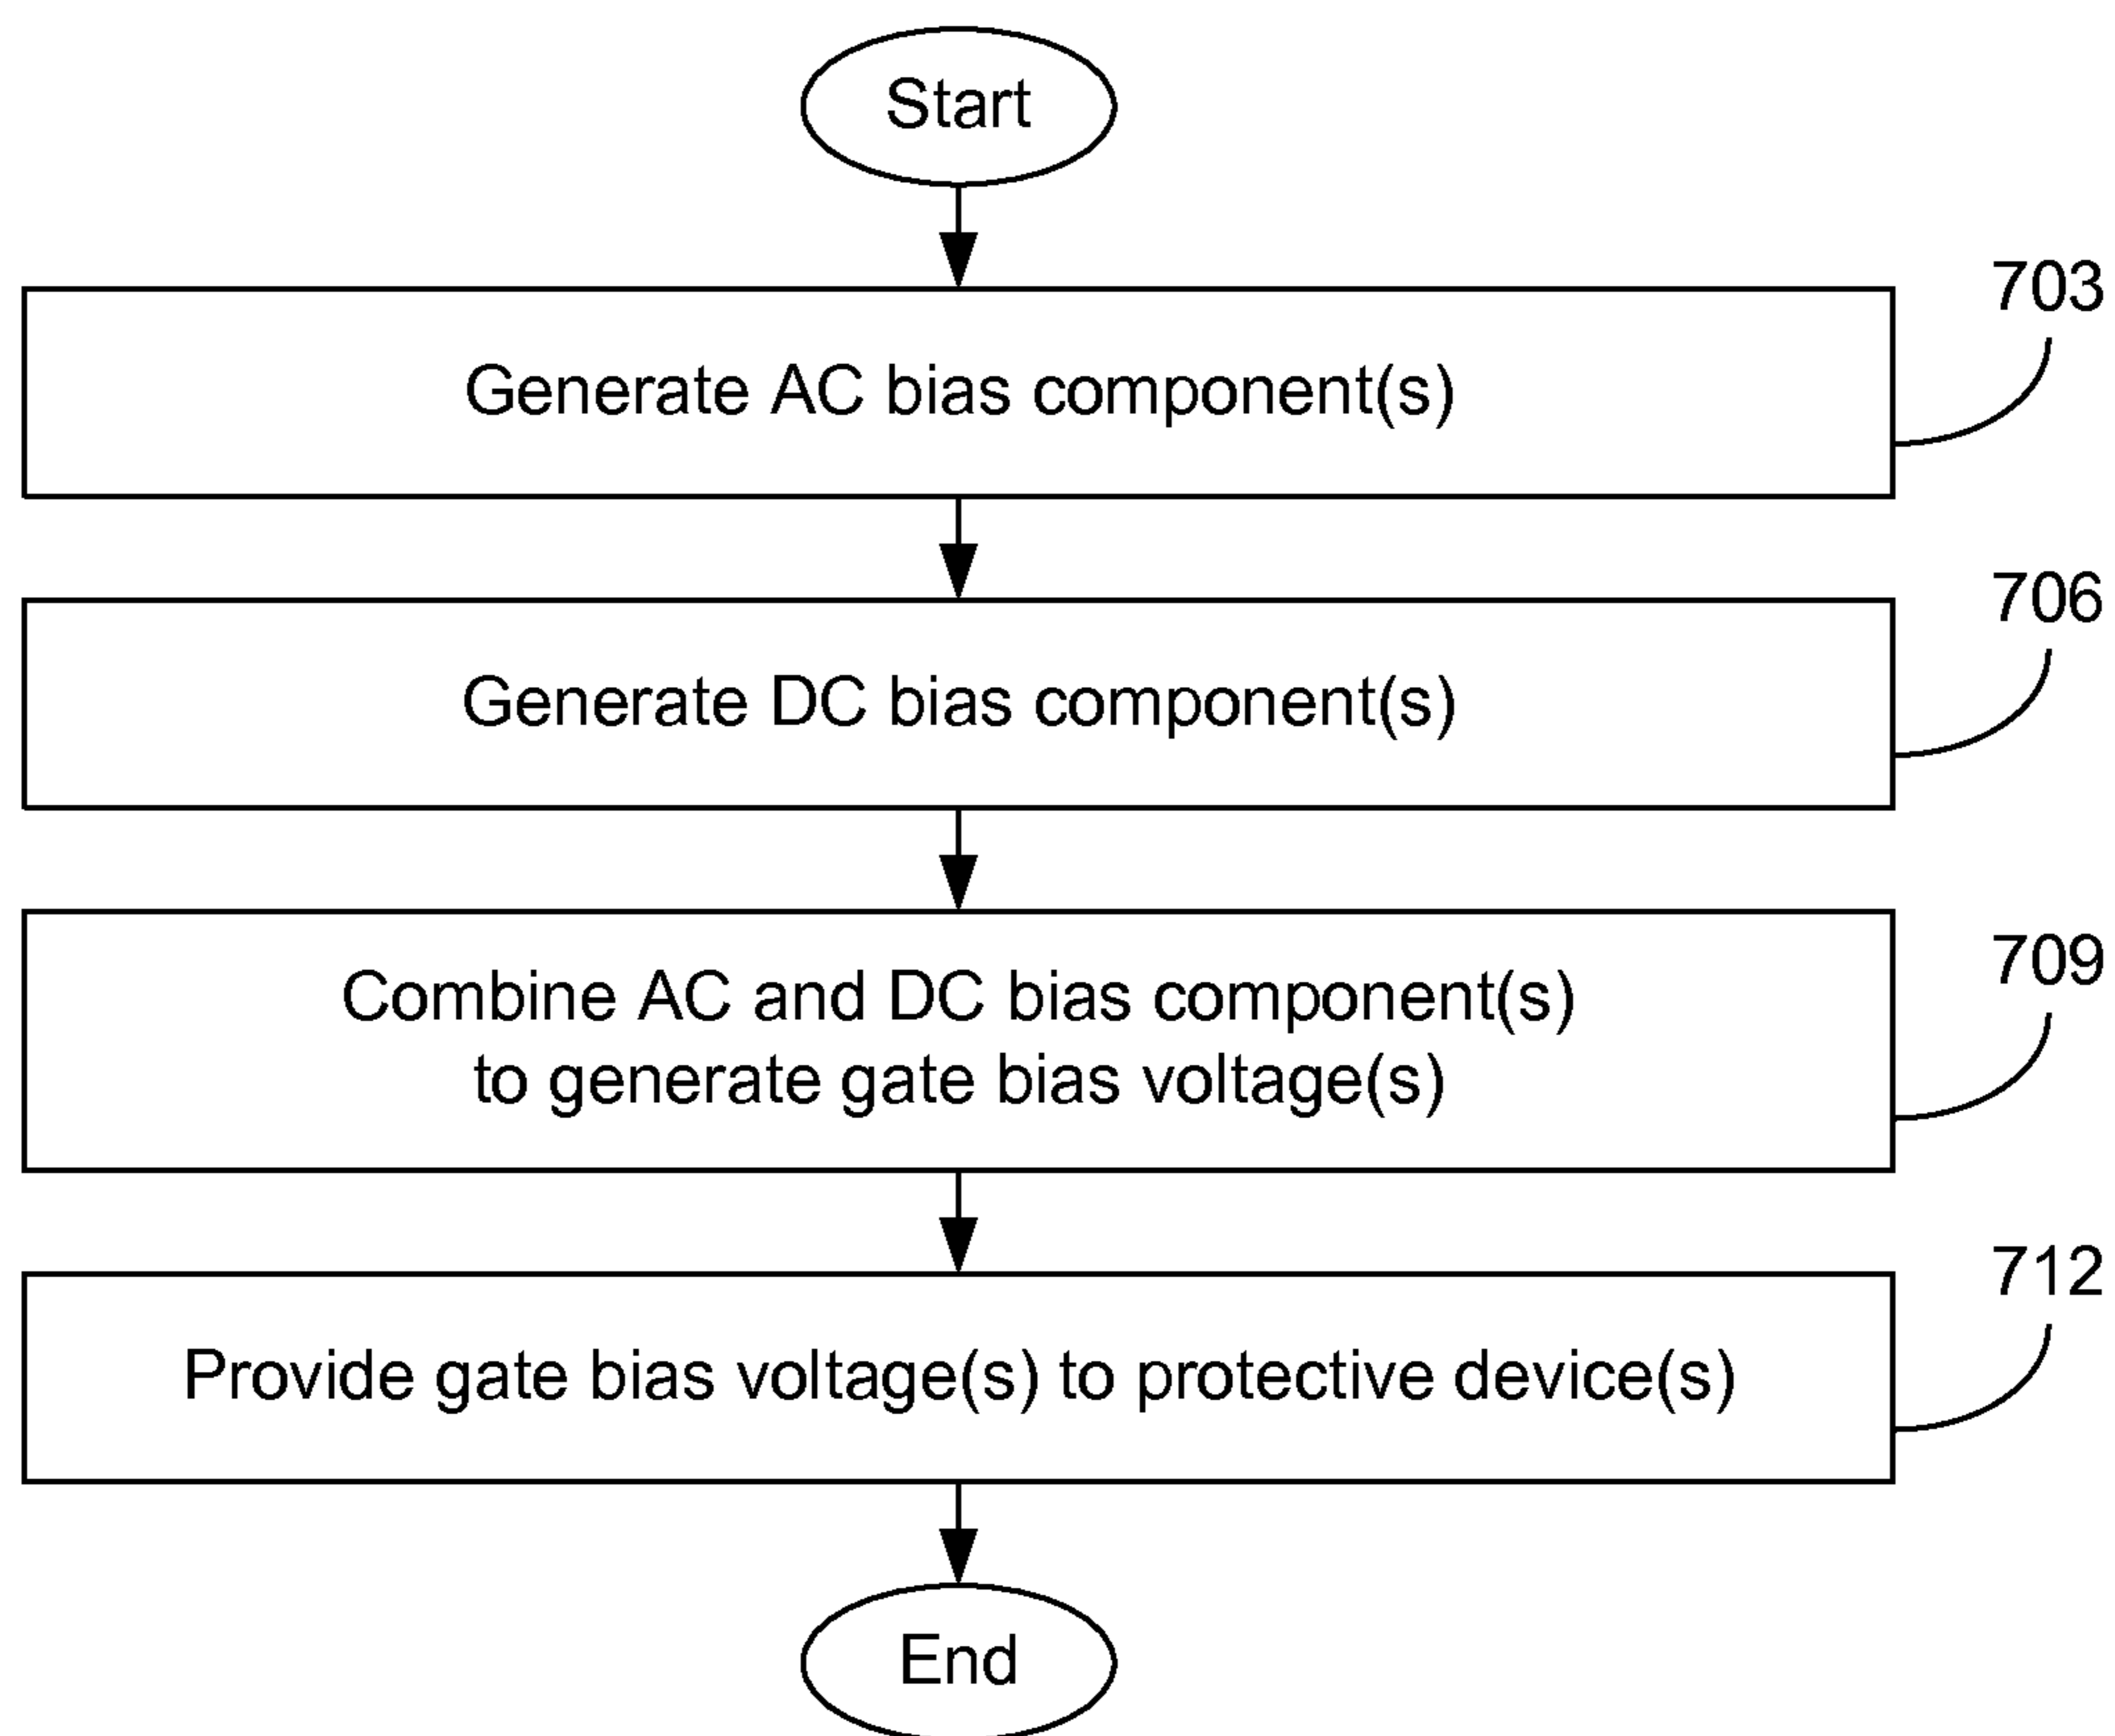 Start
703
Generate AC bias component(s)
706
Generate DC bias component(s)
709
Combine AC and DC bias component(s)
to generate gate bias voltage(s)
712
Provide gate bias voltage(s) to protective device(s)
End